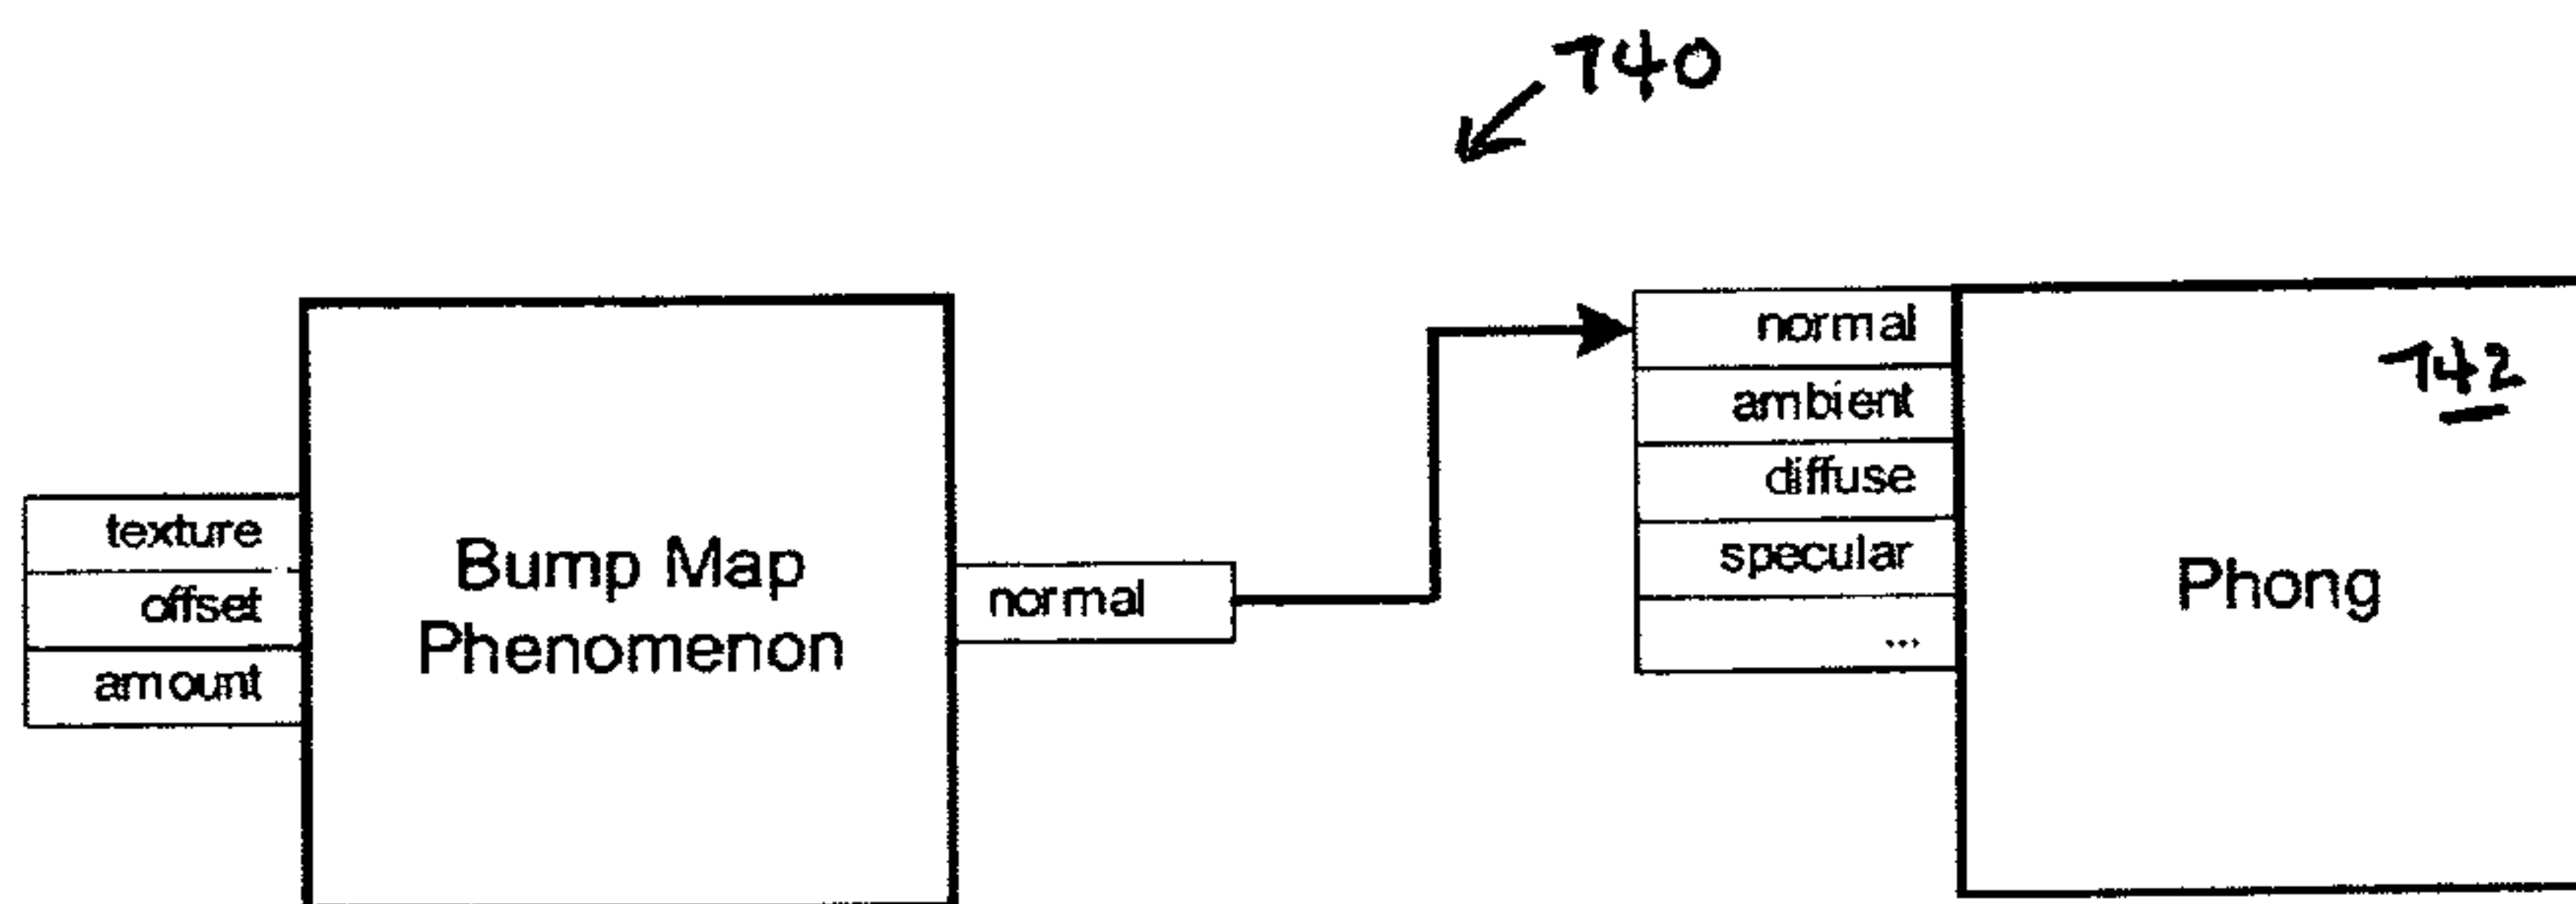 740
normal
ambient
742
diffuse
texture
specular
offset
Bump Map
Phenomenon
normal
Phong
amount
...